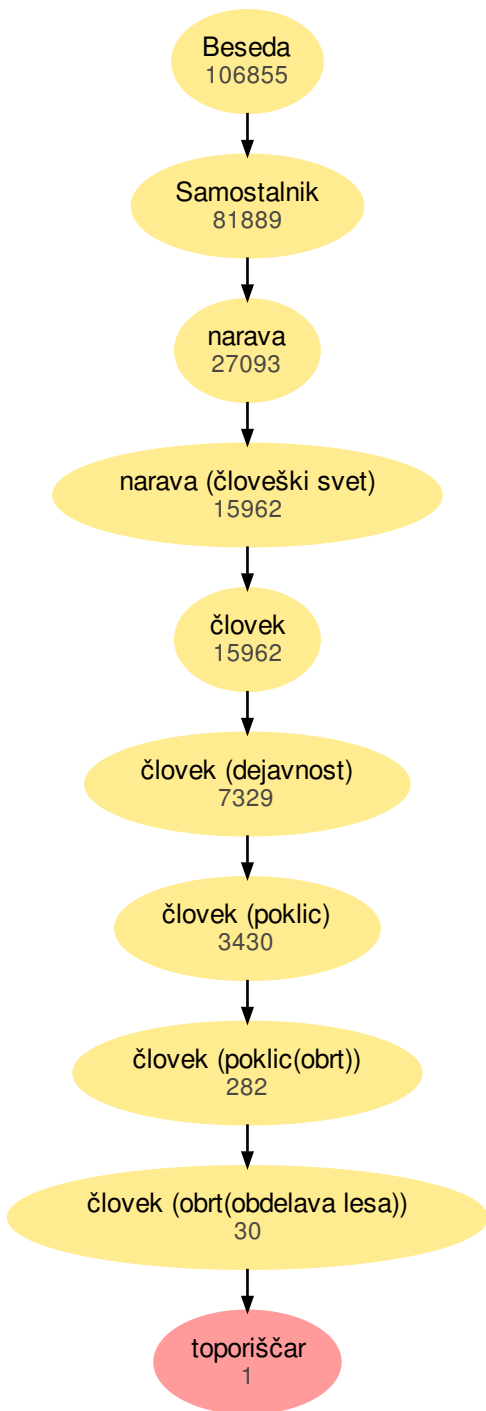 Beseda
106855
Samostalnik
81889
narava
27093
narava (človeški svet)
15962
človek
15962
človek (dejavnost)
7329
človek (poklic)
3430
človek (poklic(obrt))
282
človek (obrt(obdelava lesa))
30
toporiščar
1